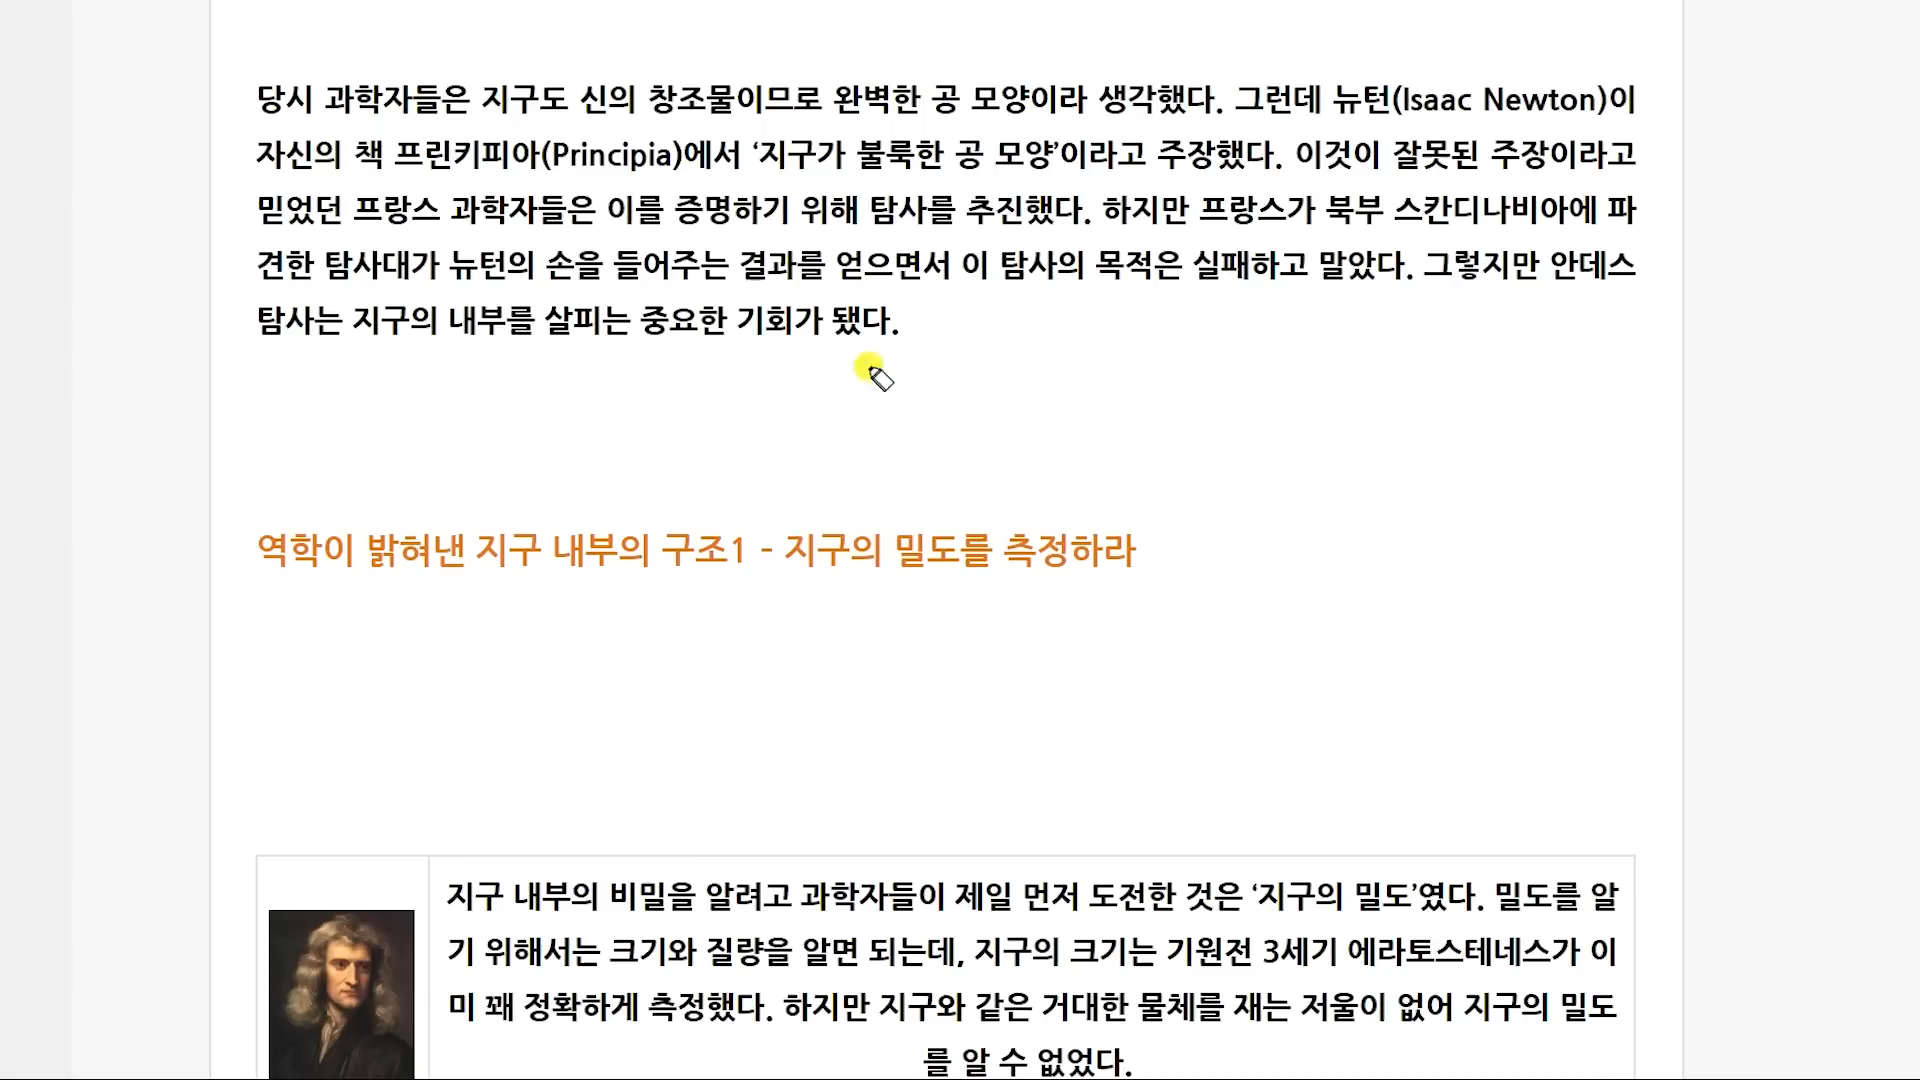 당시 과학자들은 지구도 신의 창조물이므로 완벽한 공 모양이라 생각했다. 그런데 뉴턴(Isaac Newton)이
자신의 책 프린키피아(Principia)에서 ‘지구가 불룩한 공 모양’이라고 주장했다. 이것이 잘못된 주장이라고
믿었던 프랑스 과학자들은 이를 증명하기 위해 탐사를 추진했다. 하지만 프랑스가 북부 스칸디나비아에 파
견한 탐사대가 뉴턴의 손을 들어주는 결과를 얻으면서 이 탐사의 목적은 실패하고 말았다. 그렇지만 안데스
탐사는 지구의 내부를 살피는 중요한 기회가 됐다.
역학이 밝혀낸 지구 내부의 구조1 - 지구의 밀도를 측정하라
지구 내부의 비밀을 알려고 과학자들이 제일 먼저 도전한 것은 ‘지구의 밀도’였다. 밀도를 알
기 위해서는 크기와 질량을 알면 되는데, 지구의 크기는 기원전 3세기 에라토스테네스가 이
미 꽤 정확하게 측정했다. 하지만 지구와 같은 거대한 물체를 재는 저울이 없어 지구의 밀도
를 알 수 없었다.